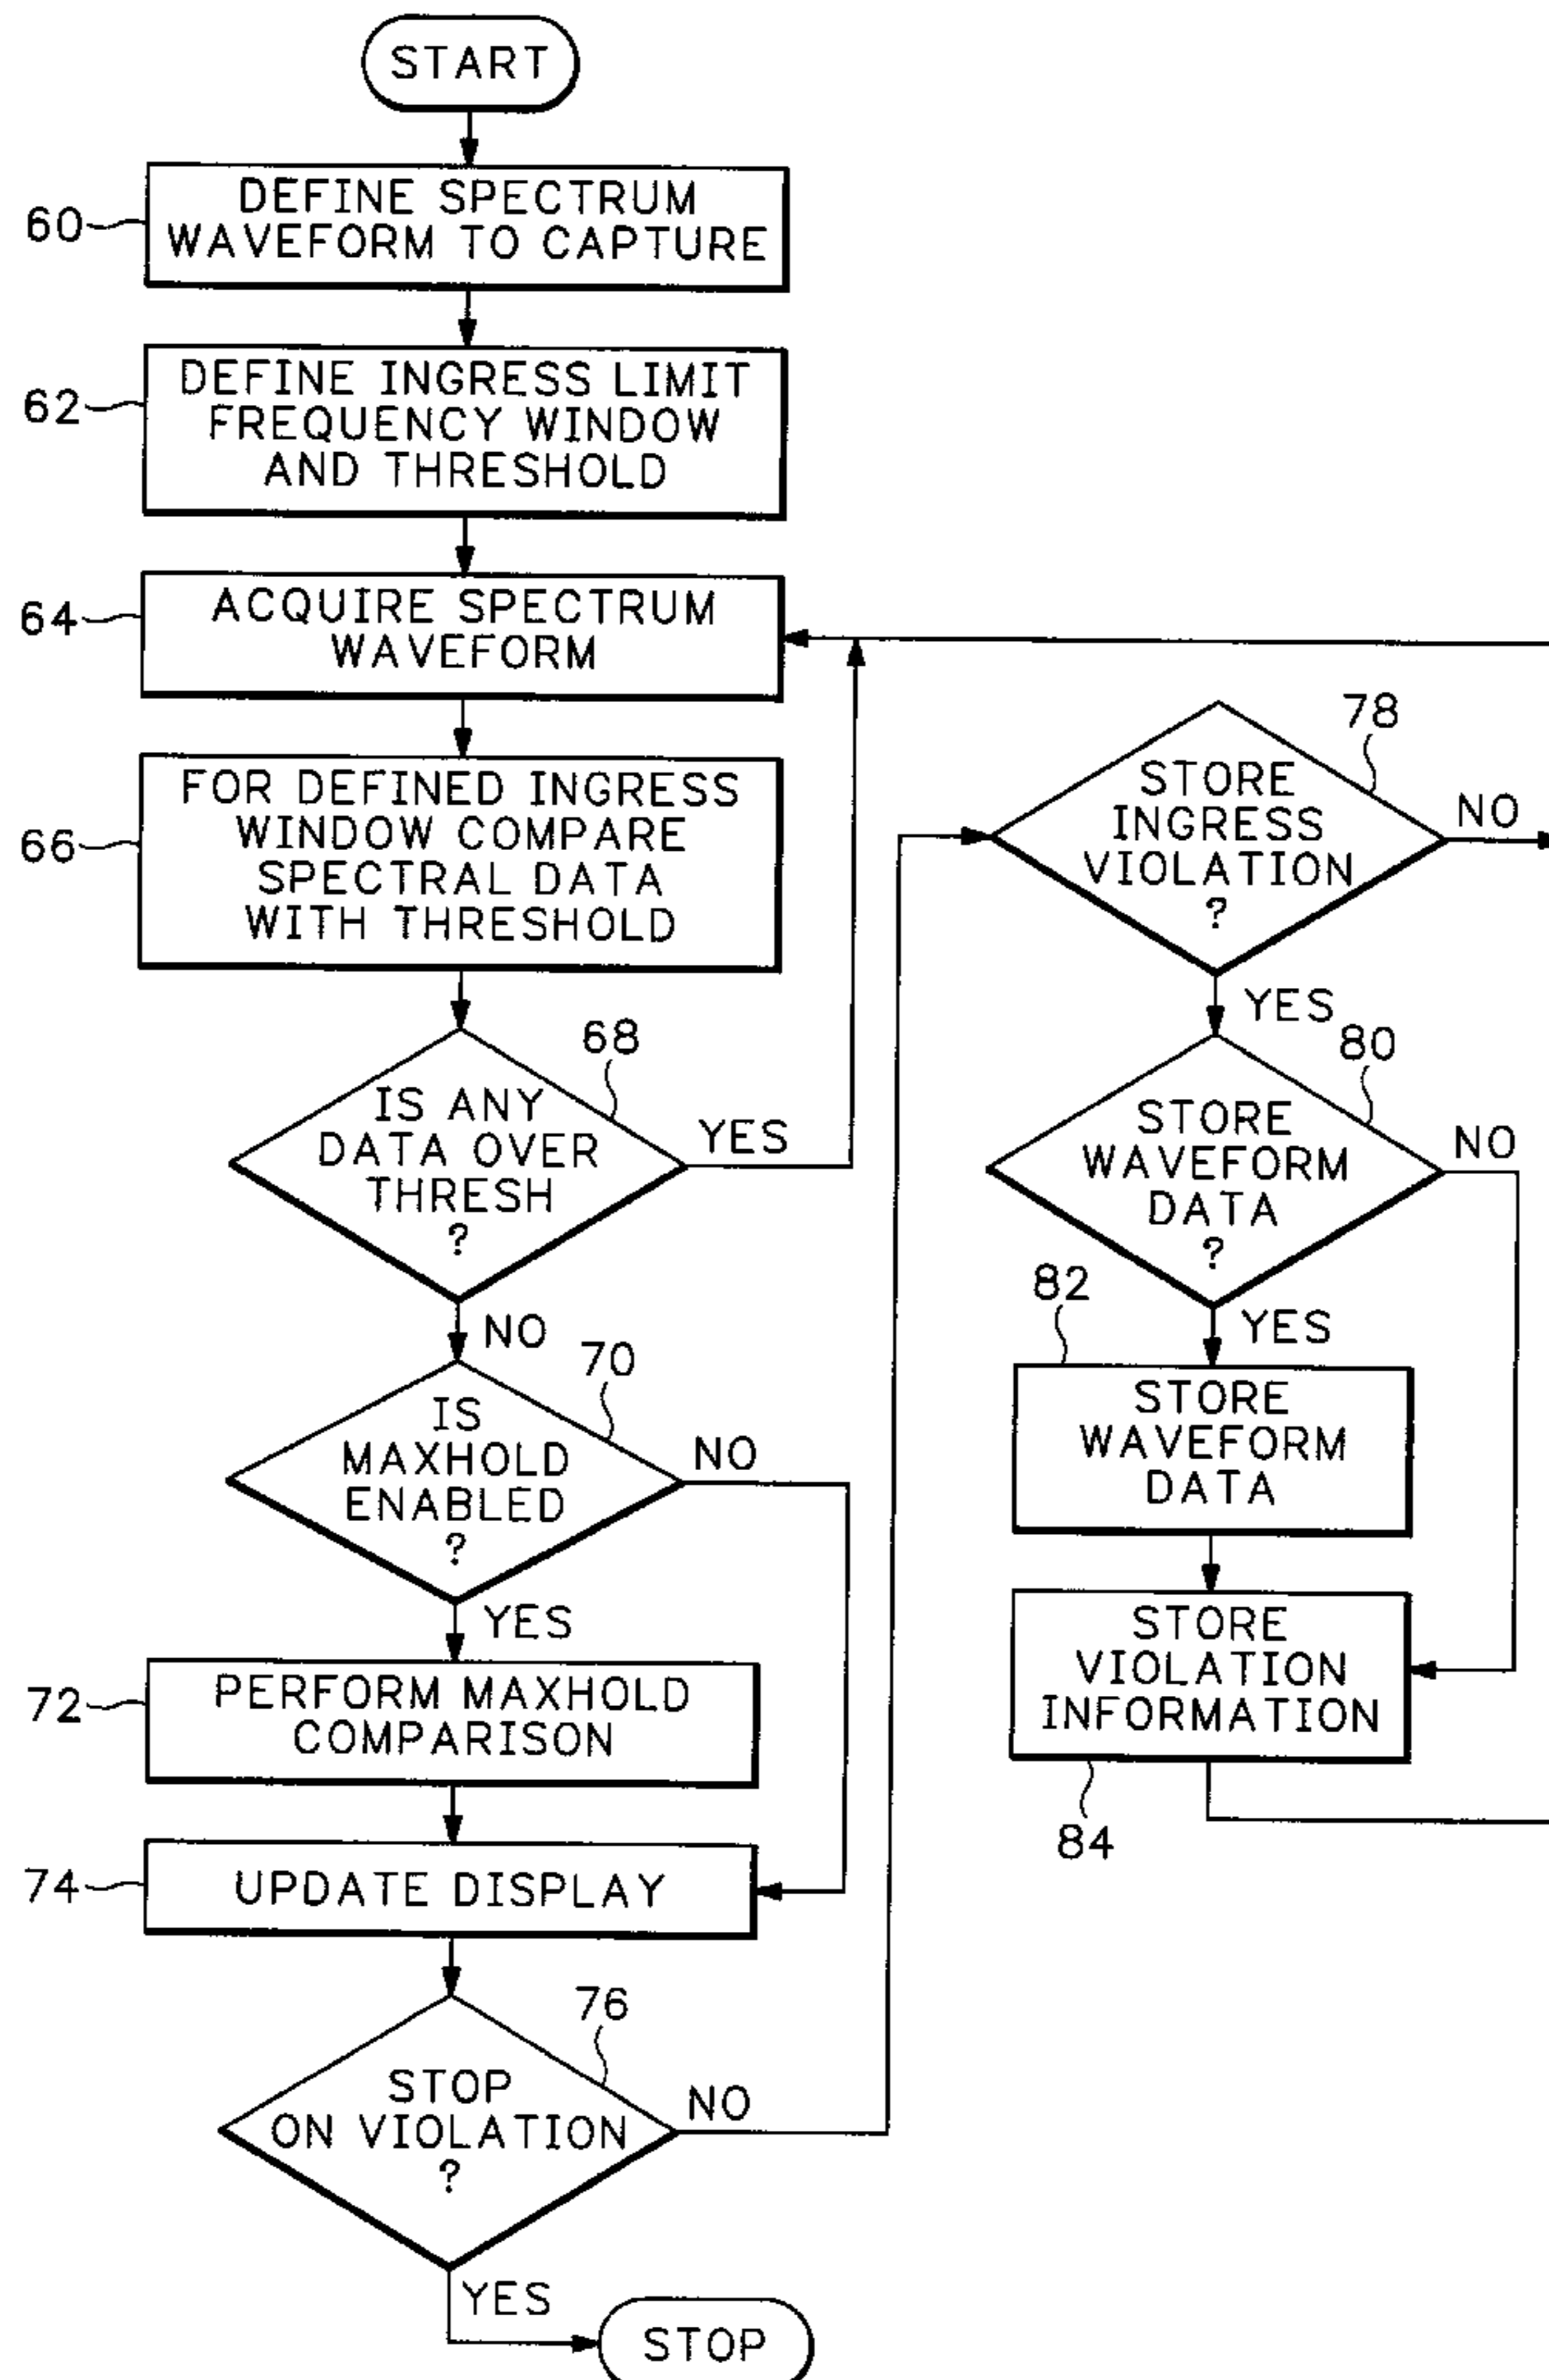 START
60
DEFINE SPECTRUM
WAVEFORM TO CAPTURE
62
DEFINE INGRESS LIMIT
FREQUENCY WINDOW
AND THRESHOLD
64
ACQUIRE SPECTRUM
WAVEFORM
66
FOR DEFINED INGRESS
WINDOW COMPARE
SPECTRAL DATA
WITH THRESHOLD
68
IS ANY
DATA OVER
THRESH
?
YES
NO
70
IS
MAXHOLD
ENABLED
?
NO
YES
72
PERFORM MAXHOLD
COMPARISON
74
UPDATE DISPLAY
76
STOP
ON VIOLATION
?
NO
YES
STOP
78
STORE
INGRESS
VIOLATION
?
NO
YES
80
STORE
WAVEFORM
DATA
?
NO
YES
82
STORE
WAVEFORM
DATA
STORE
VIOLATION
INFORMATION
84